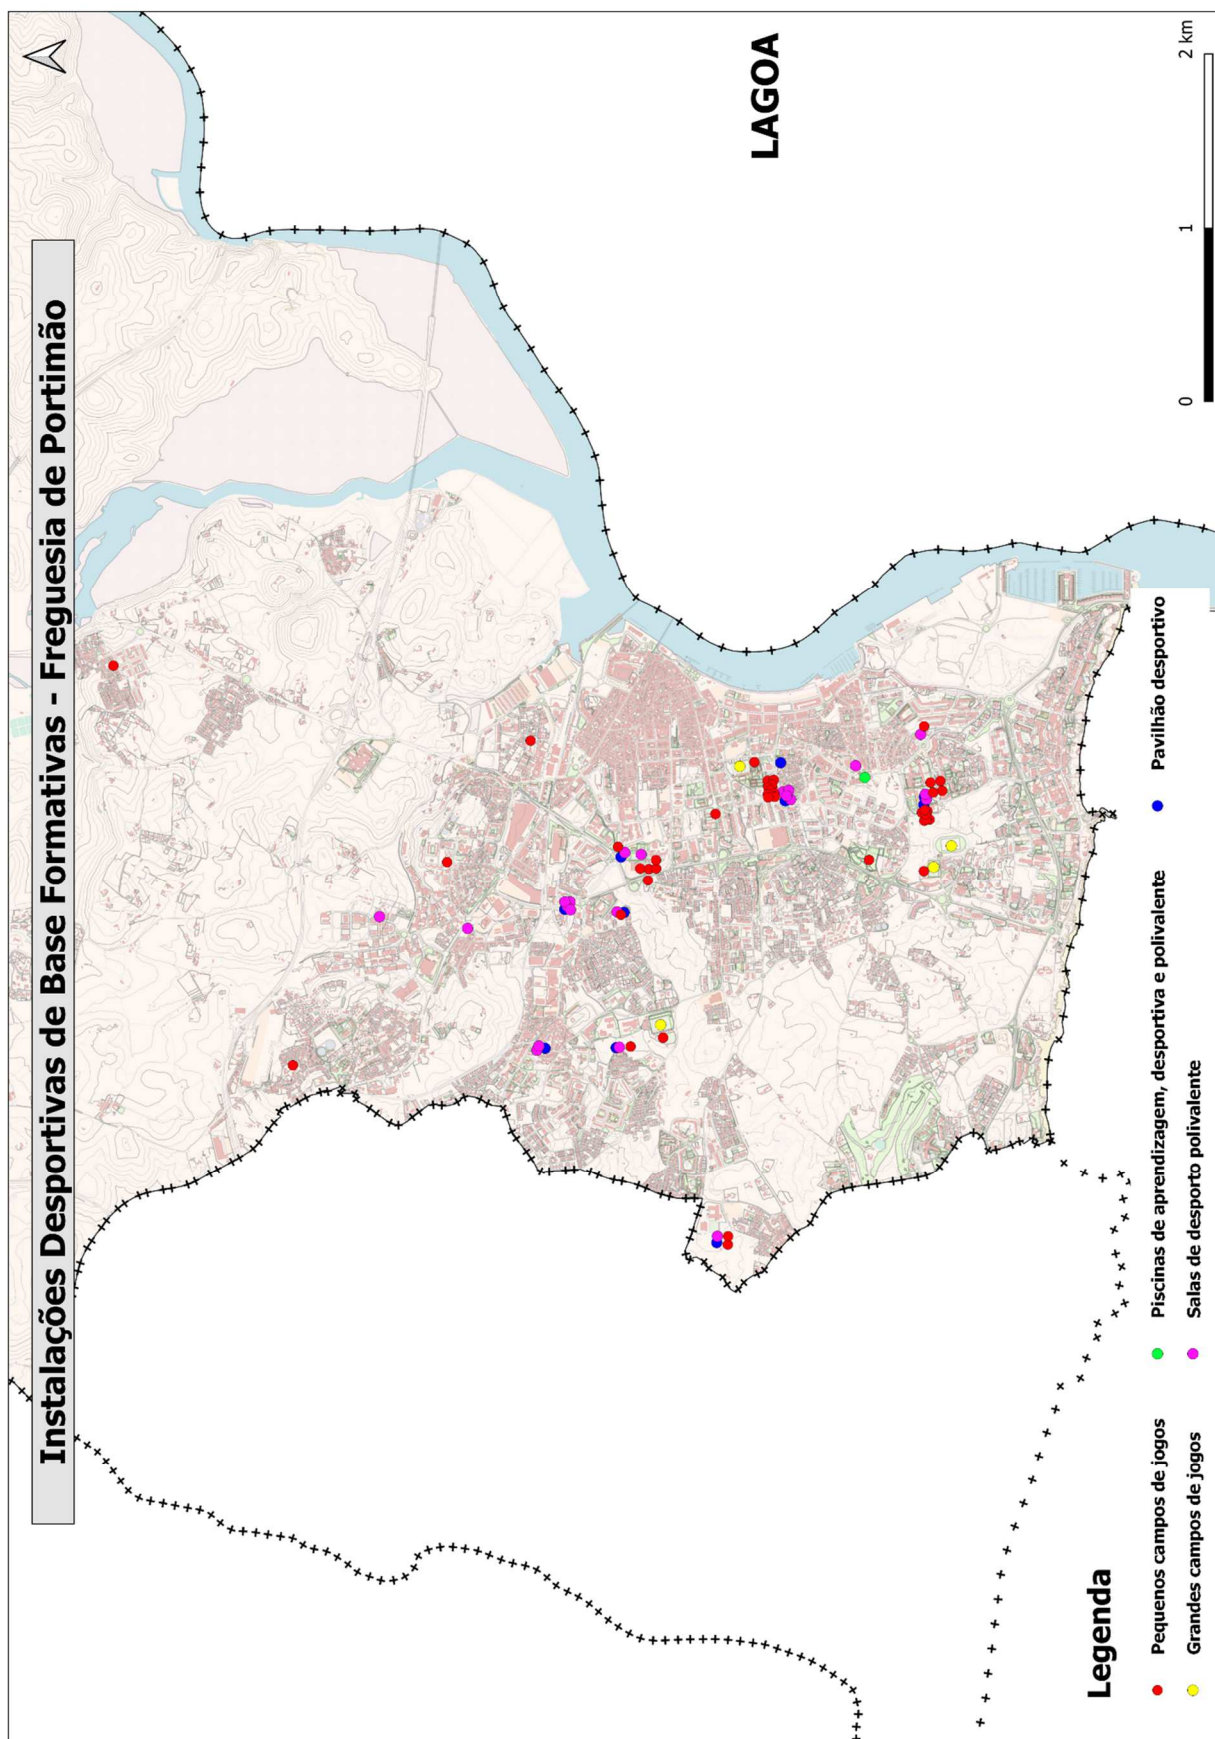 Instalações Desportivas de Base Formativas - Freguesia de Portimão
LAGOA
Legenda
Pequenos campos de jogos
Piscinas de aprendizagem, desportiva e polivalente
Pavilhão desportivo
Grandes campos de jogos
Salas de desporto polivalente
0 1 2 km